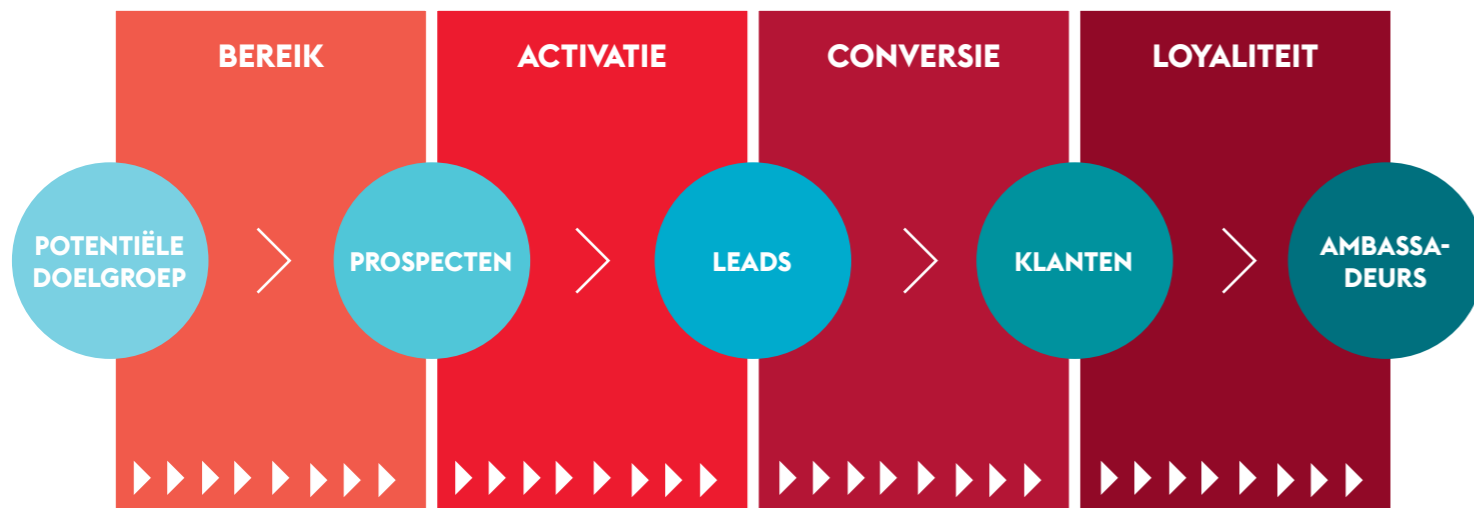 BEREIK
ACTIVATIE
CONVERSIE
LOYALITEIT
POTENTIËLE
DOELGROEP
PROSPECTEN
LEADS
KLANTEN
AMBASSA-
DEURS